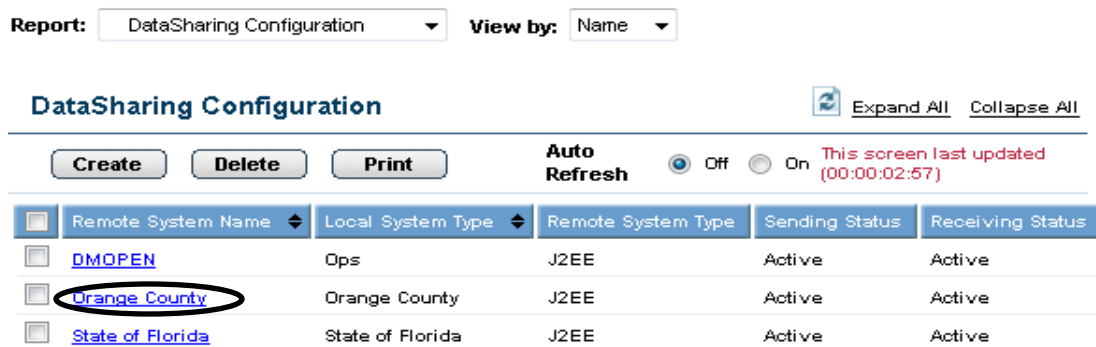 Report: DataSharing Configuration View by: Name
DataSharing Configuration Expand All Collapse All
Create Delete Print Auto Refresh Off On This screen last updated (00:00:02:57)
Remote System Name Local System Type Remote System Type Sending Status Receiving Status
DMOPEN Ops J2EE Active Active
Orange County Orange County J2EE Active Active
State of Florida State of Florida J2EE Active Active